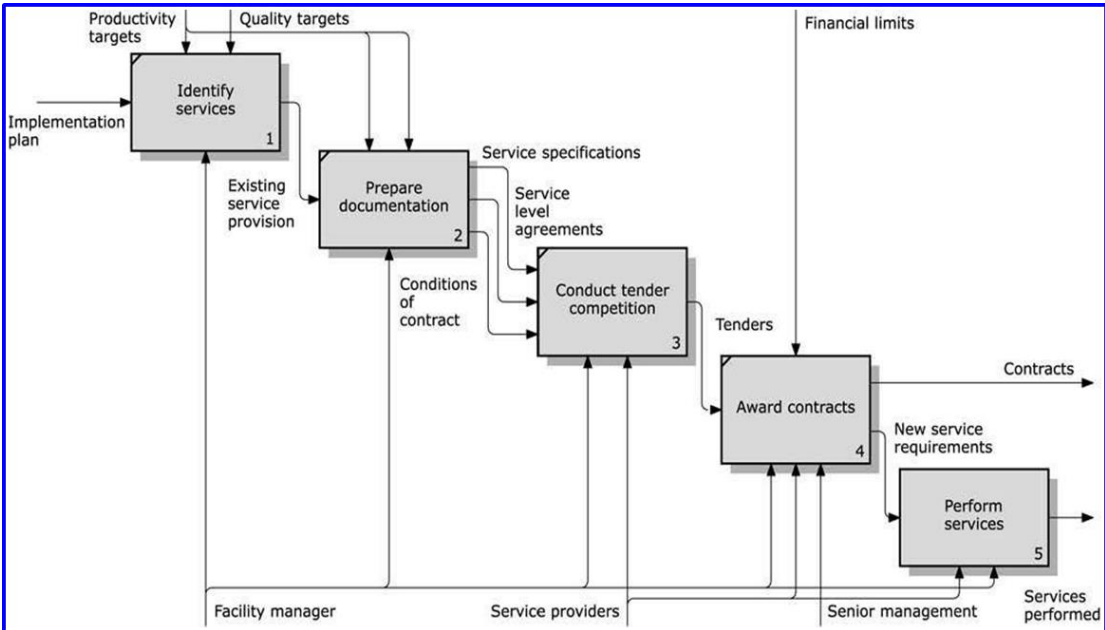 Productivity
targets
Quality targets
Financial limits
Identify
services
1
Implementation
plan
Existing
service
provision
Prepare
documentation
2
Service specifications
Service
level
agreements
Conditions
of
contract
Conduct tender
competition
3
Tenders
Award contracts
4
Contracts
New service
requirements
Perform
services
5
Facility manager
Service providers
Senior management
Services
performed